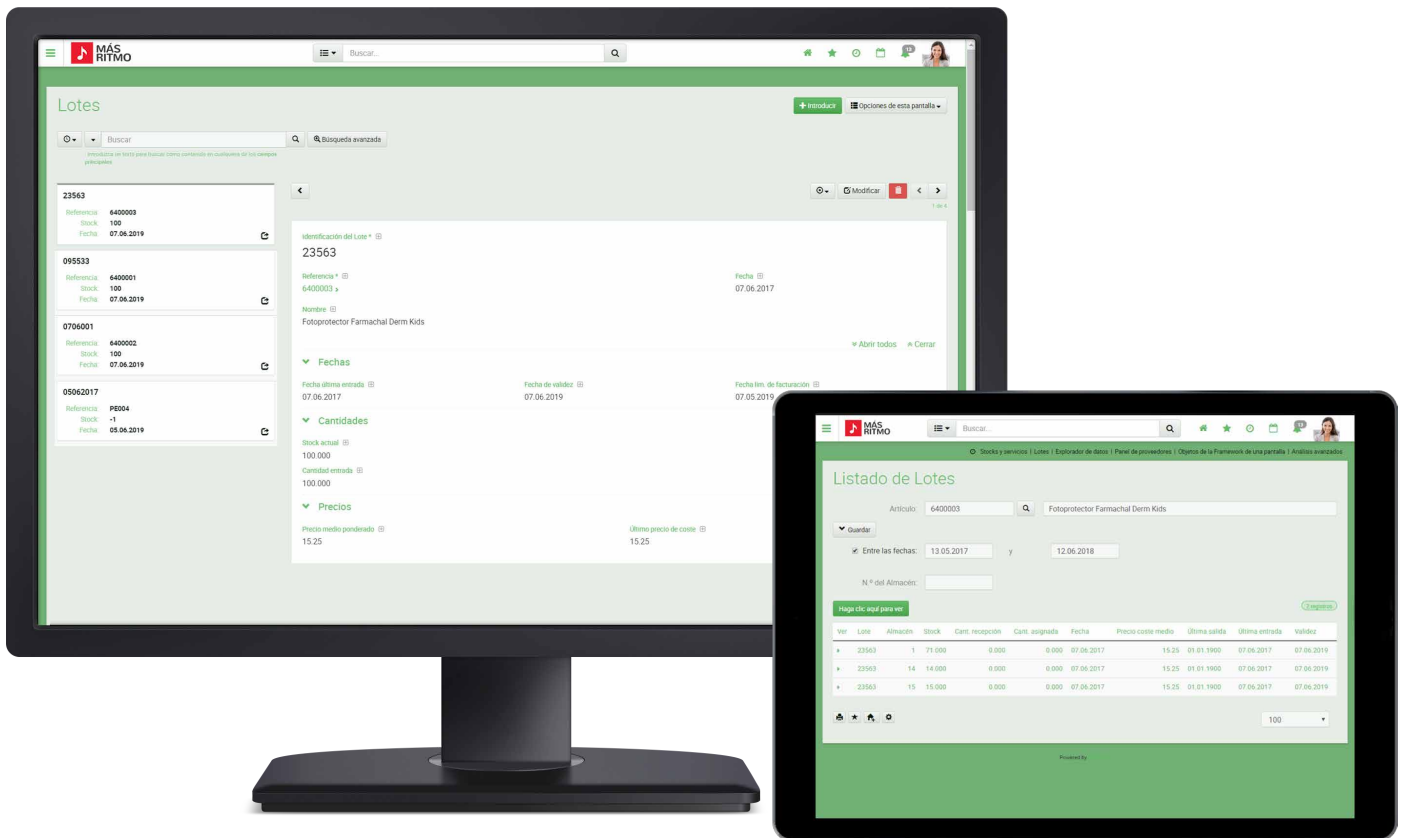 MÁS
RITMO
Buscar...
13
Lotes
Introducir
Opciones de esta pantalla
Buscar
Búsqueda avanzada
principales
23563
Referencia: 6400003
Stock: 100
Fecha: 07.06.2019
095533
Referencia: 6400001
Stock: 100
Fecha: 07.06.2019
0706001
Referencia: 6400002
Stock: 100
Fecha: 07.06.2019
05062017
Referencia: PE004
Stock: -1
Fecha: 05.06.2019
Modificar
1 de 4
Identificación del Lote *
23563
Referencia * Fecha
6400003 07.06.2017
Nombre
Fotoprotector Farmachal Derm Kids
Abrir todos Cerrar
Fechas
Fecha última entrada Fecha de validez Fecha lim. de facturación
07.06.2017 07.06.2019 07.05.2019
Cantidades
Stock actual
100.000
Cantidad entrada
100.000
Precios
Precio medio ponderado Último precio de coste
15.25 15.25
MÁS
RITMO
Buscar...
13
Stocks y servicios | Lotes | Explorador de datos | Panel de proveedores | Objetos de la Framework de una pantalla | Análisis avanzados
Listado de Lotes
Artículo: 6400003 Fotoprotector Farmachal Derm Kids
Guardar
Entre las fechas: 13.05.2017 y 12.06.2018
N.º del Almacén:
Haga clic aquí para ver
Ver Lote Almacén Stock Cant. recepción Cant. asignada Fecha Precio coste medio Última salida Última entrada Validez
23563 1 71.000 0.000 0.000 07.06.2017 15.25 01.01.1900 07.06.2017 07.06.2019
23563 14 14.000 0.000 0.000 07.06.2017 15.25 01.01.1900 07.06.2017 07.06.2019
23563 15 15.000 0.000 0.000 07.06.2017 15.25 01.01.1900 07.06.2017 07.06.2019
100
Powered by